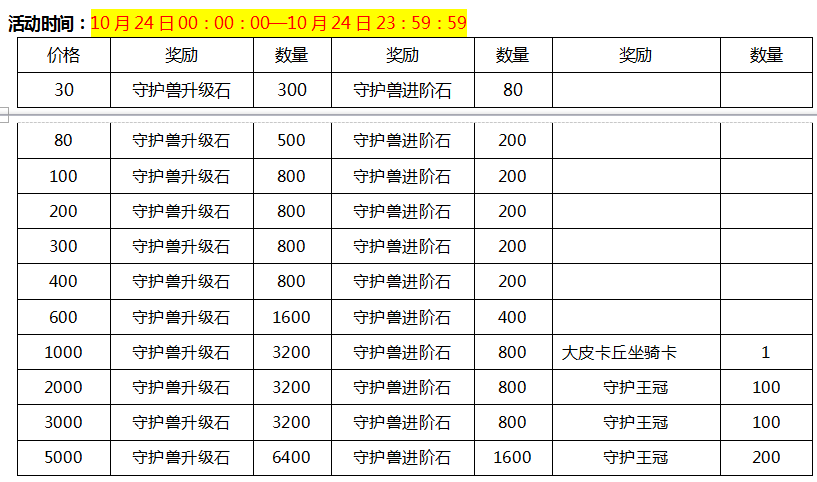 活动时间：10月24日00：00：00—10月24日23：59：59
价格 奖励 数量 奖励 数量 奖励 数量
30 守护兽升级石 300 守护兽进阶石 80
80 守护兽升级石 500 守护兽进阶石 200
100 守护兽升级石 800 守护兽进阶石 200
200 守护兽升级石 800 守护兽进阶石 200
300 守护兽升级石 800 守护兽进阶石 200
400 守护兽升级石 800 守护兽进阶石 200
600 守护兽升级石 1600 守护兽进阶石 400
1000 守护兽升级石 3200 守护兽进阶石 800 大皮卡丘坐骑卡 1
2000 守护兽升级石 3200 守护兽进阶石 800 守护王冠 100
3000 守护兽升级石 3200 守护兽进阶石 800 守护王冠 100
5000 守护兽升级石 6400 守护兽进阶石 1600 守护王冠 200